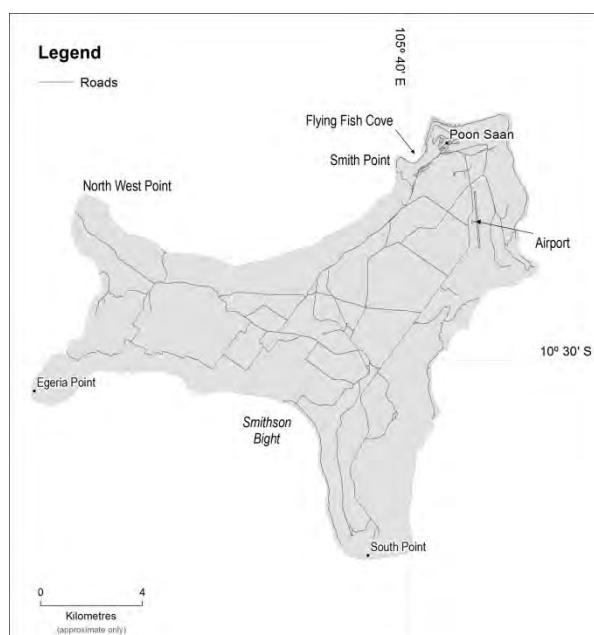 Legend
Roads
105º 40' E
Flying Fish Cove
Poon Saan
Smith Point
North West Point
Airport
10º 30' S
Egeria Point
Smithson
Bight
South Point
0 4
Kilometres
(approximate only)